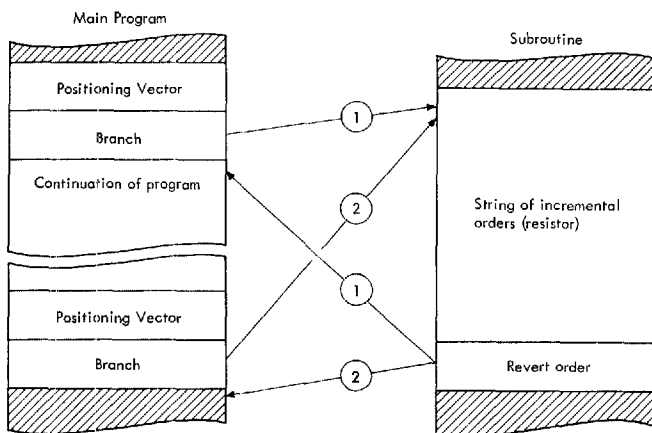 Main Program
Subroutine
Positioning Vector
Branch
1
Continuation of program
2
String of incremental
orders (resistor)
1
Positioning Vector
Branch
Revert order
2